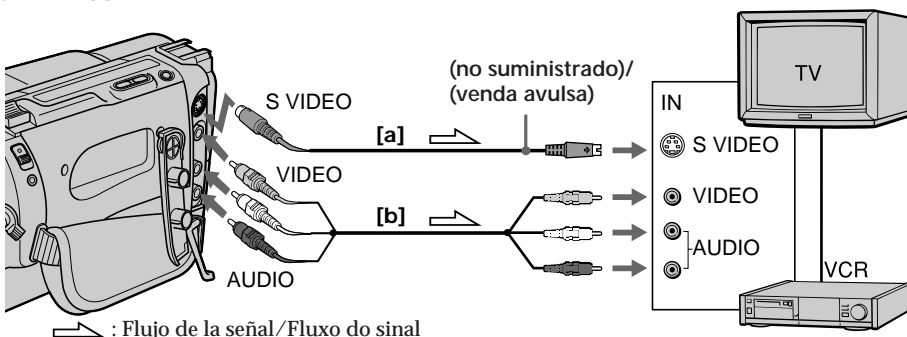 S VIDEO
(no suministrado)/
(venda avulsa)
TV
IN
[a]
S VIDEO
VIDEO
VIDEO
[b]
AUDIO
AUDIO
VCR
: Flujo de la señal/Fluxo do sinal